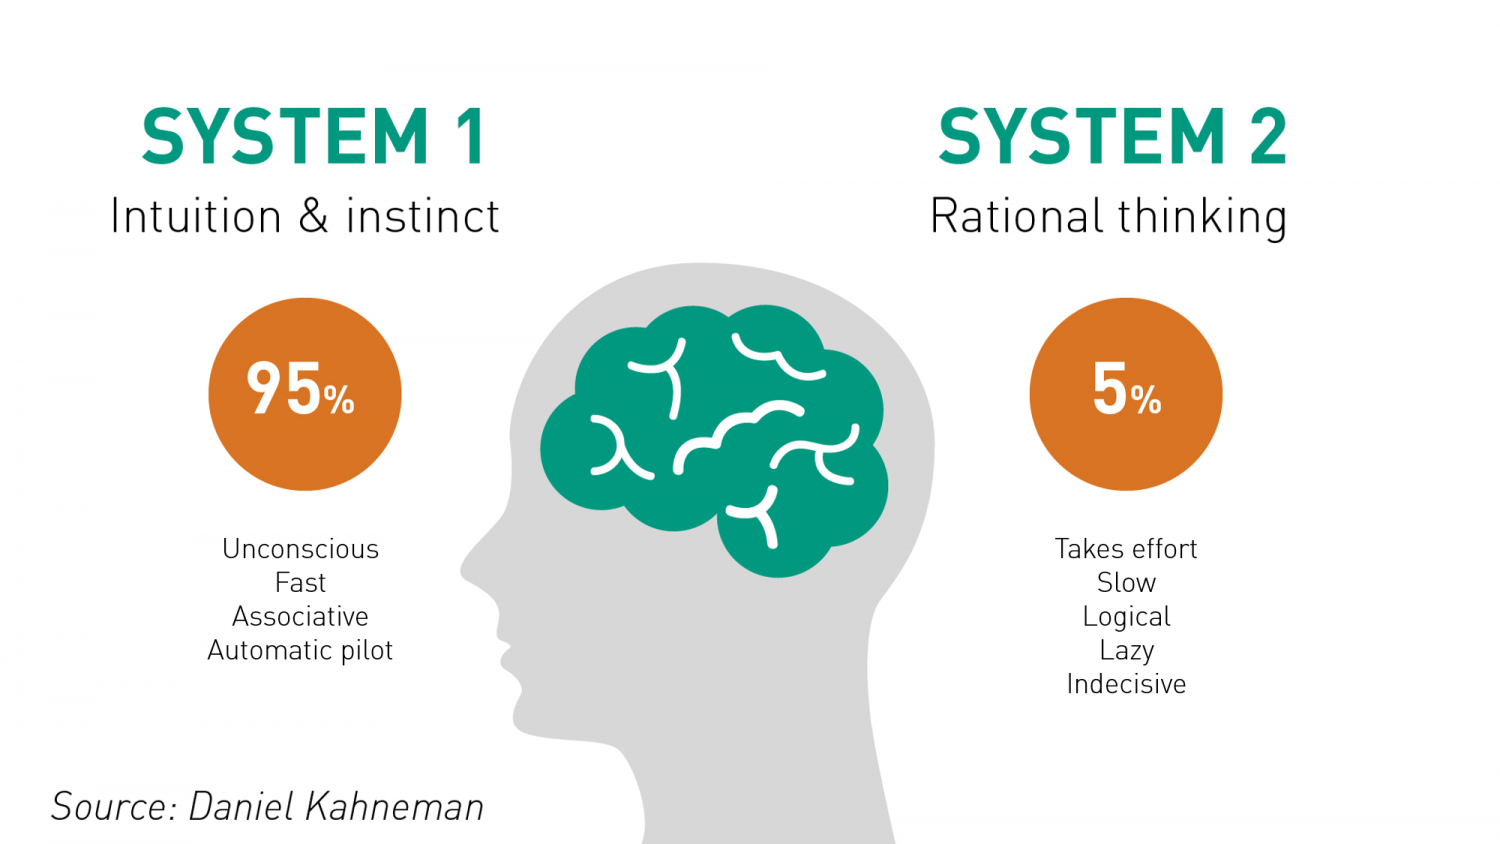 SYSTEM 1
Intuition & instinct
95%
Unconscious
Fast
Associative
Automatic pilot
SYSTEM 2
Rational thinking
5%
Takes effort
Slow
Logical
Lazy
Indecisive
Source: Daniel Kahneman